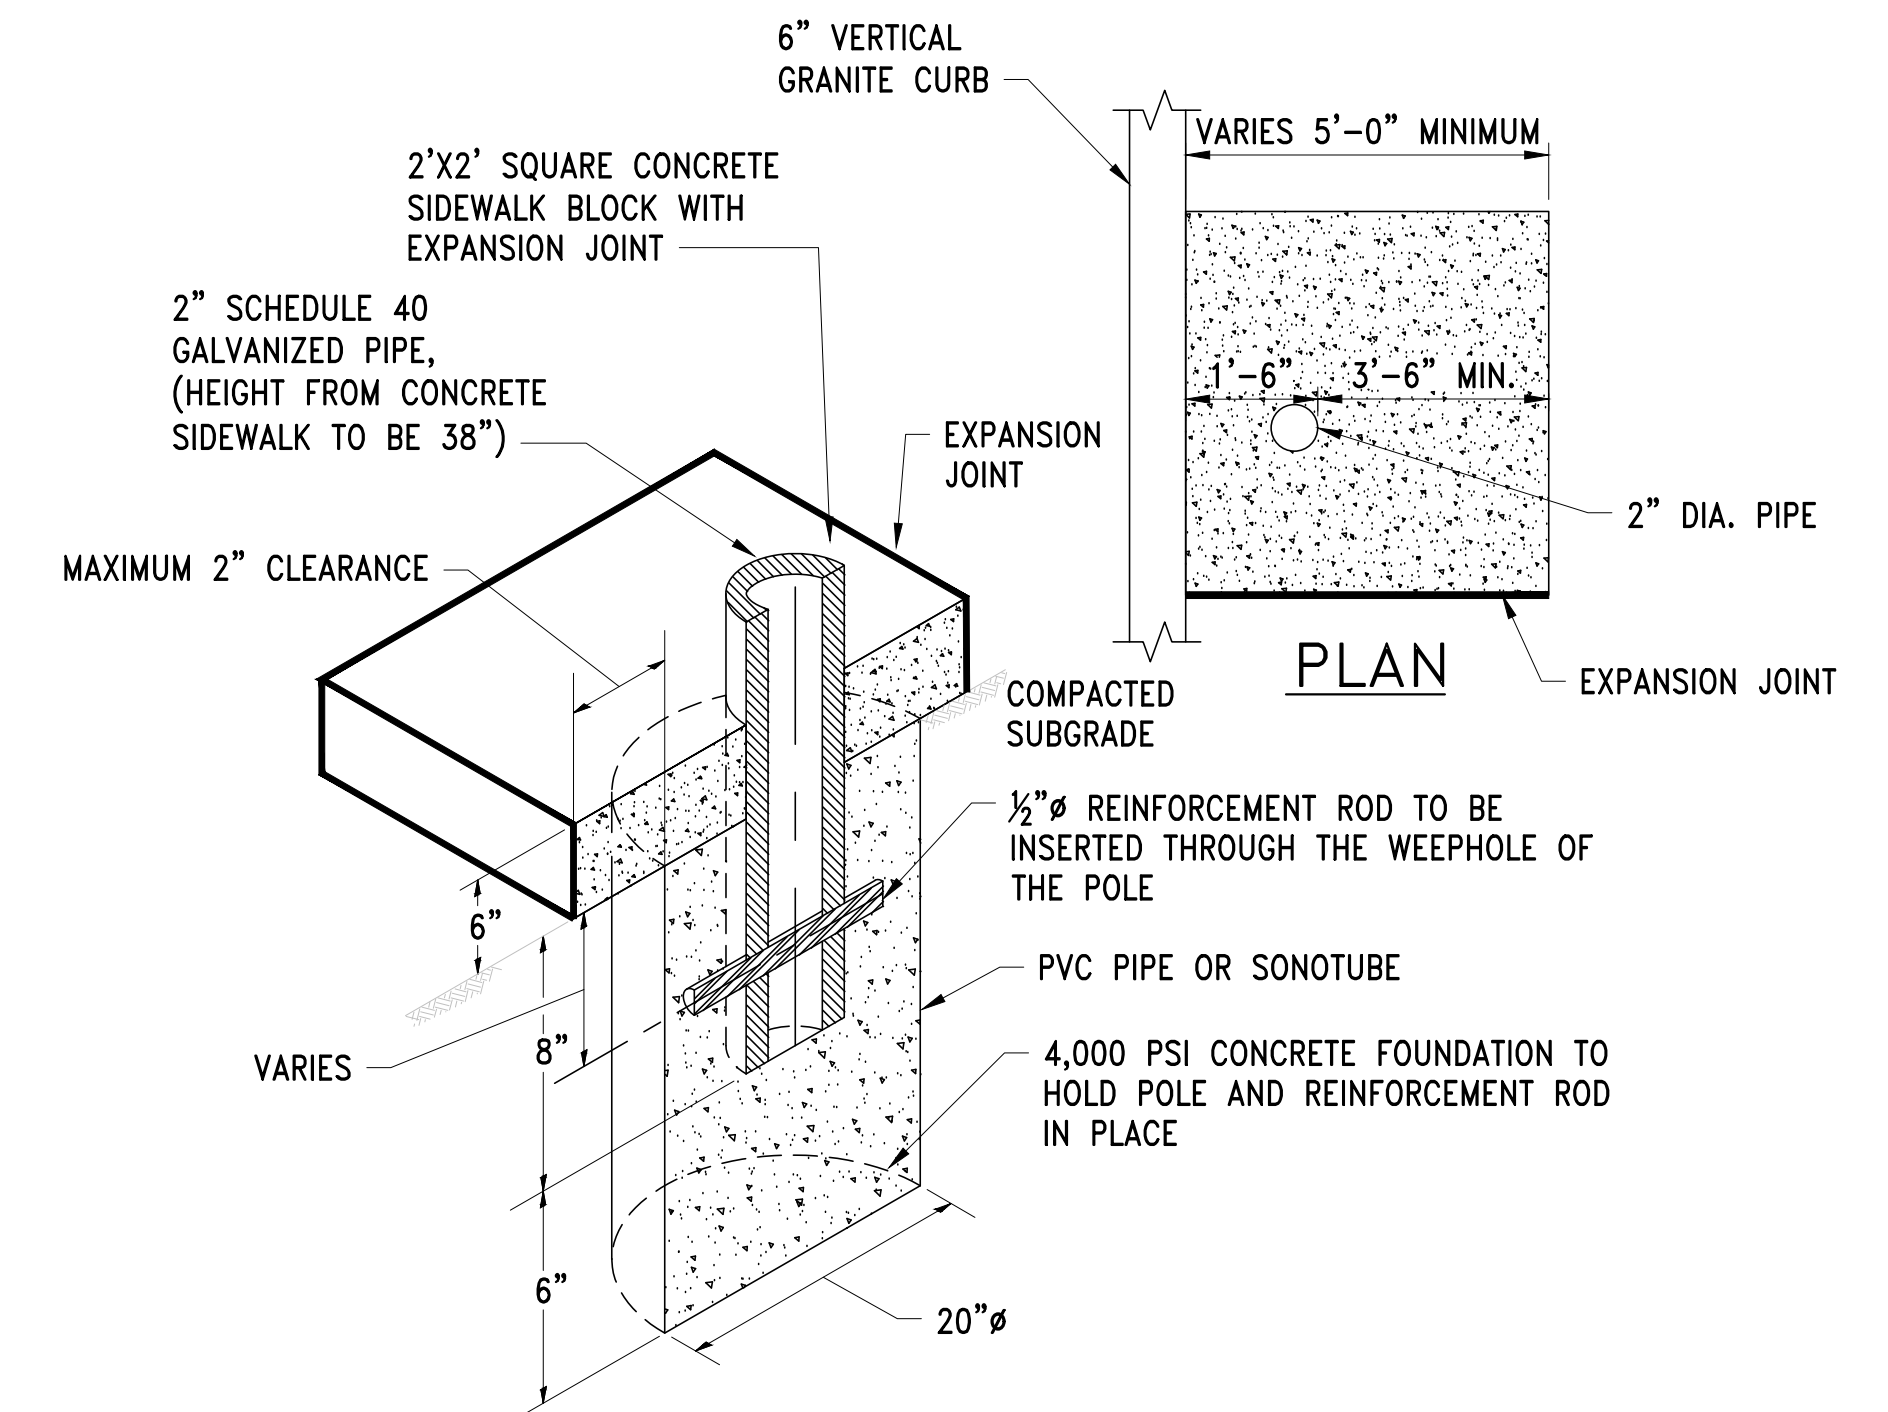 6” VERTICAL
GRANITE CURB
VARIES 5’-0” MINIMUM
2’X2’ SQUARE CONCRETE
SIDEWALK BLOCK WITH
EXPANSION JOINT
2” SCHEDULE 40
GALVANIZED PIPE,
(HEIGHT FROM CONCRETE
SIDEWALK TO BE 38”)
EXPANSION
JOINT
1’-6”
3’-6” MIN.
2” DIA. PIPE
MAXIMUM 2” CLEARANCE
PLAN
EXPANSION JOINT
COMPACTED
SUBGRADE
½”ø REINFORCEMENT ROD TO BE
INSERTED THROUGH THE WEEPHOLE OF
THE POLE
6”
PVC PIPE OR SONOTUBE
8”
VARIES
4,000 PSI CONCRETE FOUNDATION TO
HOLD POLE AND REINFORCEMENT ROD
IN PLACE
6”
20”ø